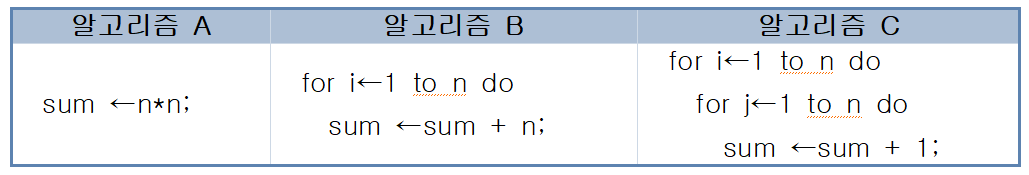 알고리즘 A
알고리즘 B
알고리즘 C
sum ←n*n;
for i←1 to n do
sum ←sum + n;
for i←1 to n do
for j←1 to n do
sum ←sum + 1;